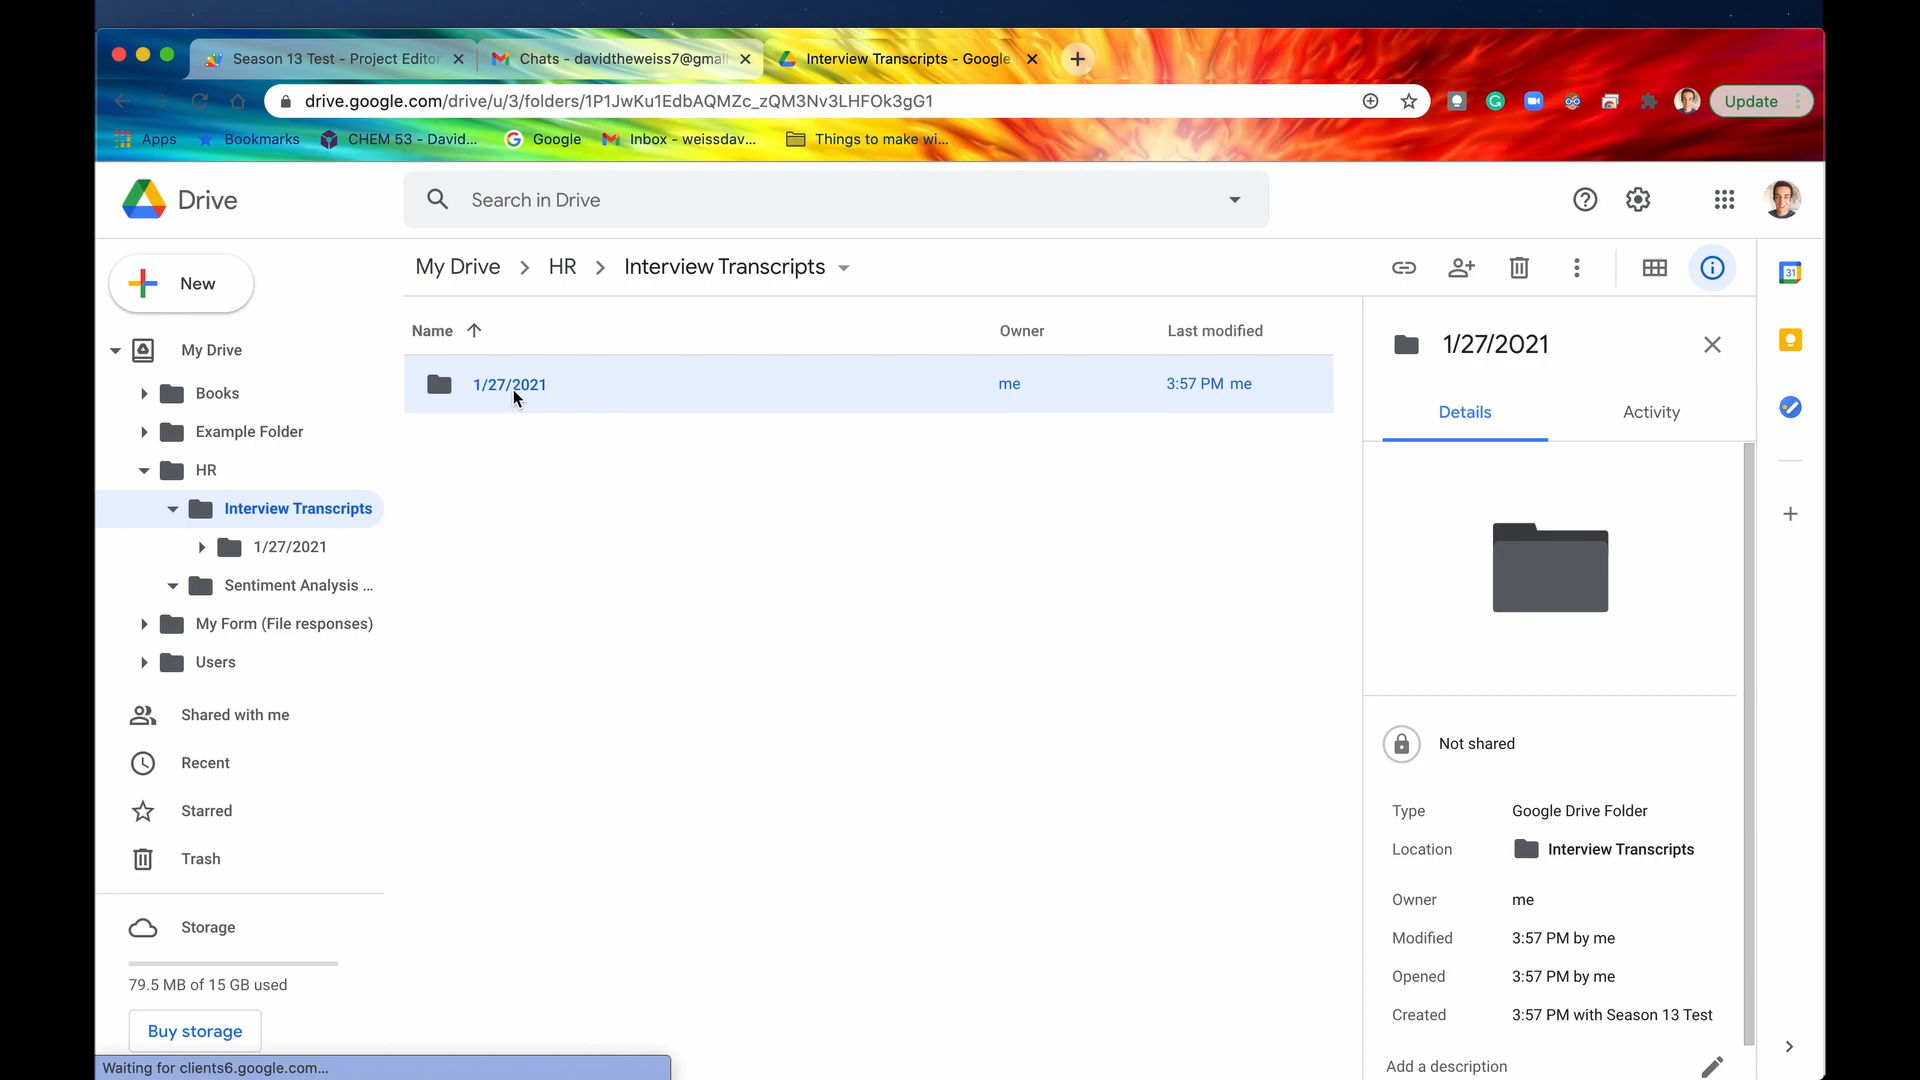 Season 13 Test - Project Editor
Chats - davidtheweiss7@gmai
Interview Transcripts - Google
drive.google.com/drive/u/3/folders/1P1JwKu1EdbAQMZc_zQM3Nv3LHFOk3gG1
Update
Apps
Bookmarks
CHEM 53 - David...
Google
Inbox - weissdav...
Things to make wi...
Drive
Search in Drive
New
My Drive
HR
Interview Transcripts
Name
Owner
Last modified
1/27/2021
me
3:57 PM me
My Drive
Books
Example Folder
HR
Interview Transcripts
1/27/2021
Sentiment Analysis ...
My Form (File responses)
Users
Shared with me
Recent
Starred
Trash
Storage
79.5 MB of 15 GB used
Buy storage
Waiting for clients6.google.com...
1/27/2021
Details
Activity
Not shared
Type
Google Drive Folder
Location
Interview Transcripts
Owner
me
Modified
3:57 PM by me
Opened
3:57 PM by me
Created
3:57 PM with Season 13 Test
Add a description
31